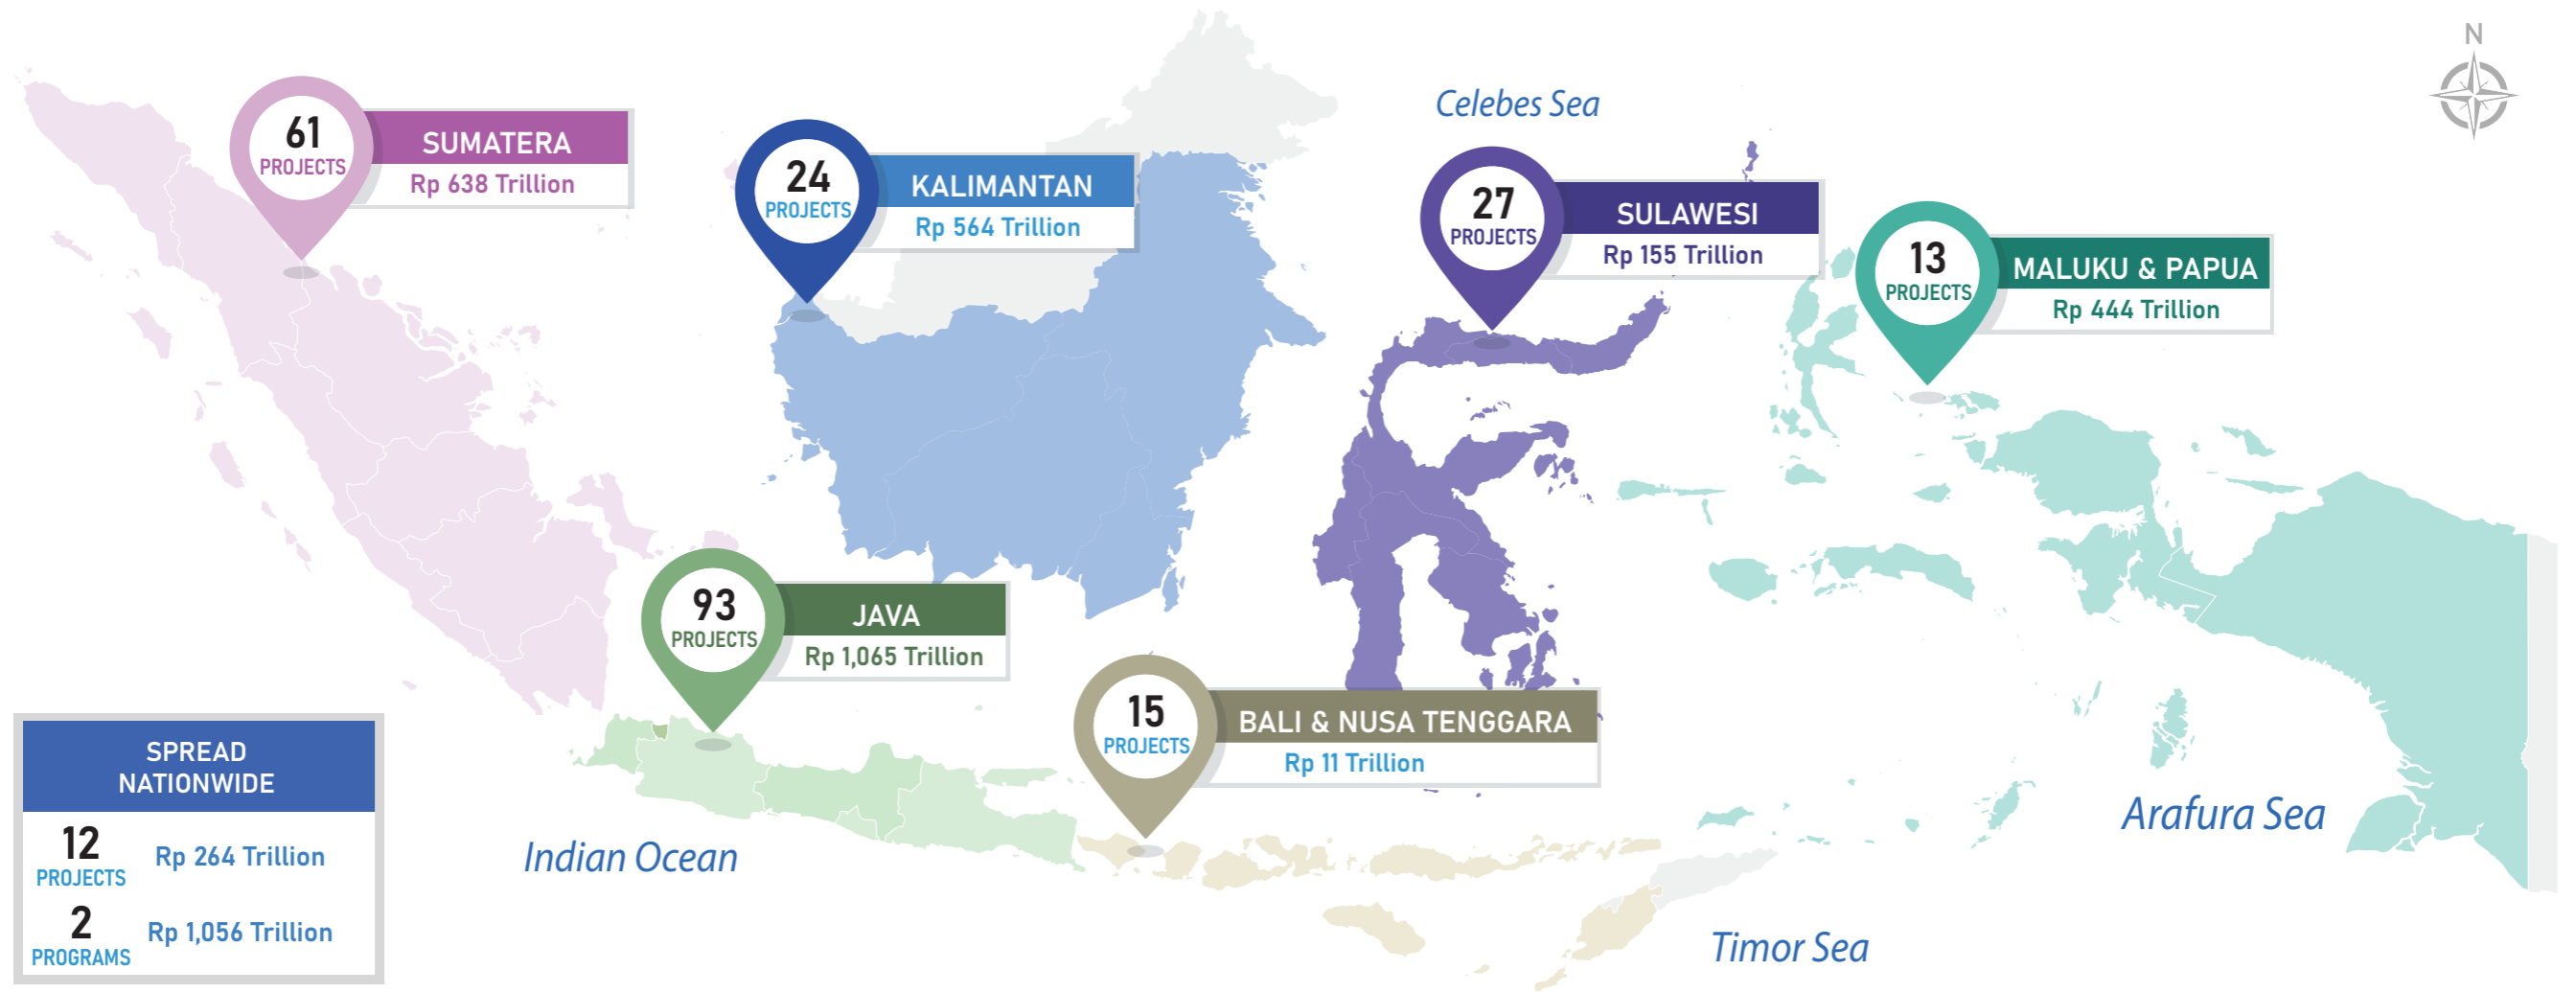 N
Celebes Sea
61
PROJECTS
SUMATERA
Rp 638 Trillion
24
PROJECTS
KALIMANTAN
Rp 564 Trillion
27
PROJECTS
SULAWESI
Rp 155 Trillion
13
PROJECTS
MALUKU & PAPUA
Rp 444 Trillion
93
PROJECTS
JAVA
Rp 1,065 Trillion
15
PROJECTS
BALI & NUSA TENGGARA
Rp 11 Trillion
SPREAD
NATIONWIDE
12
PROJECTS
Rp 264 Trillion
2
PROGRAMS
Rp 1,056 Trillion
Indian Ocean
Arafura Sea
Timor Sea